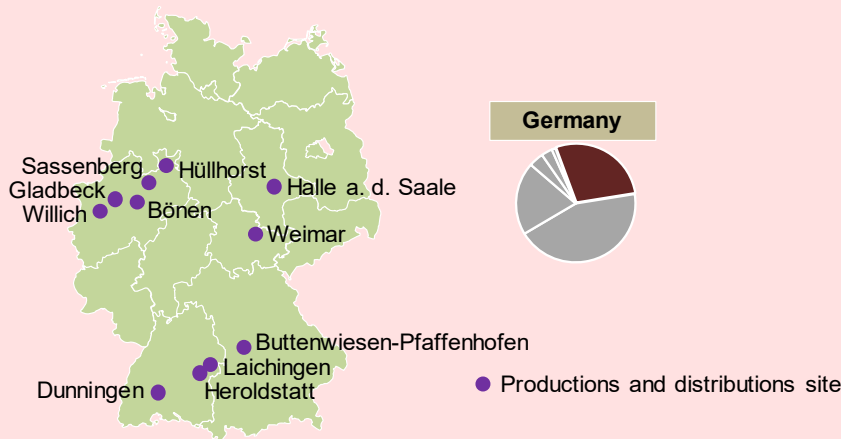 Germany
Sassenberg
Hüllhorst
Gladbeck
Halle a. d. Saale
Willich
Bönen
Weimar
Buttenwiesen-Pfaffenhofen
Laichingen
Dunningen
Heroldstatt
Productions and distributions site